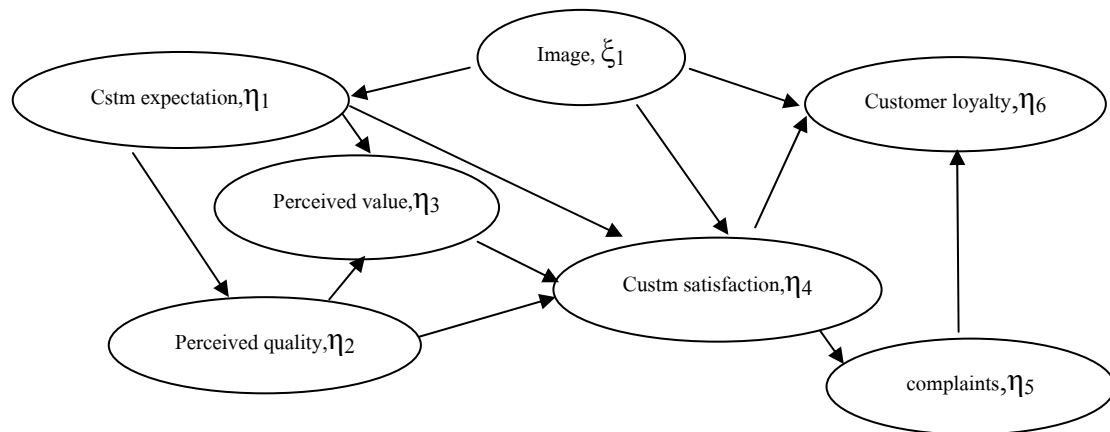 Image, ξ1
Cstm expectation,η1
Customer loyalty,η6
Perceived value,η3
Custm satisfaction,η4
Perceived quality,η2
complaints,η5